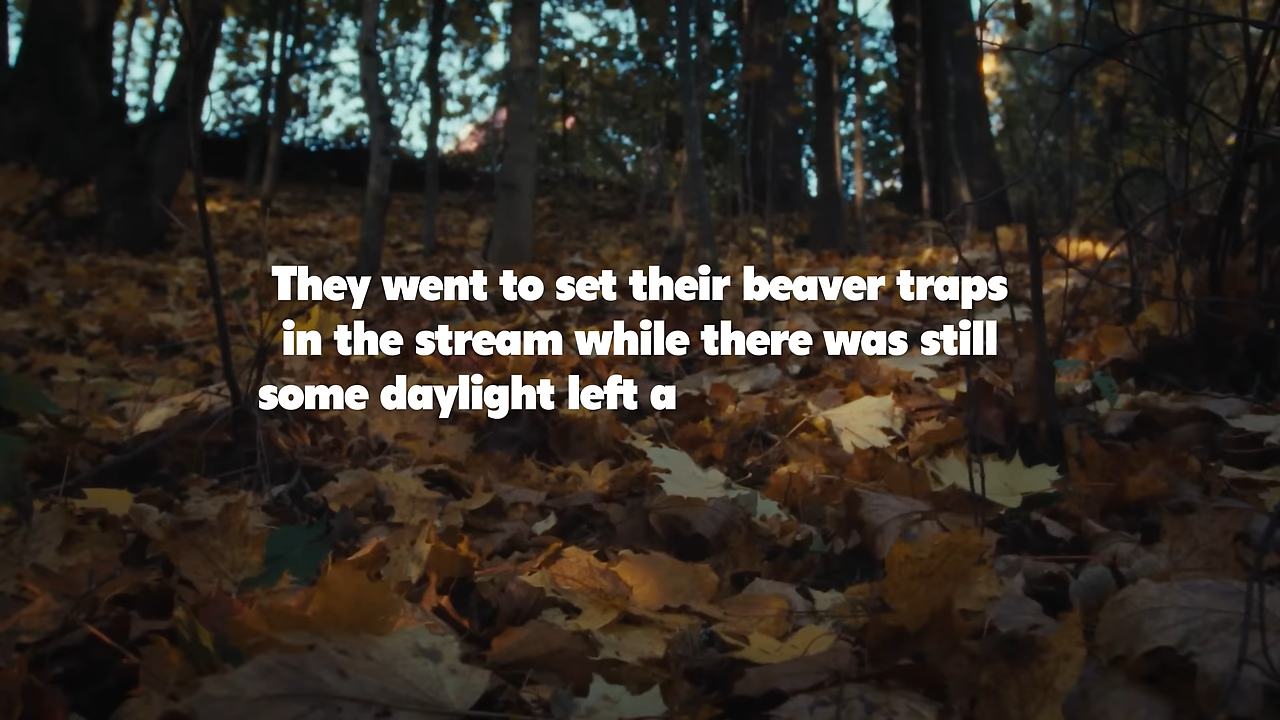 They went to set their beaver traps
in the stream while there was still
some daylight left a